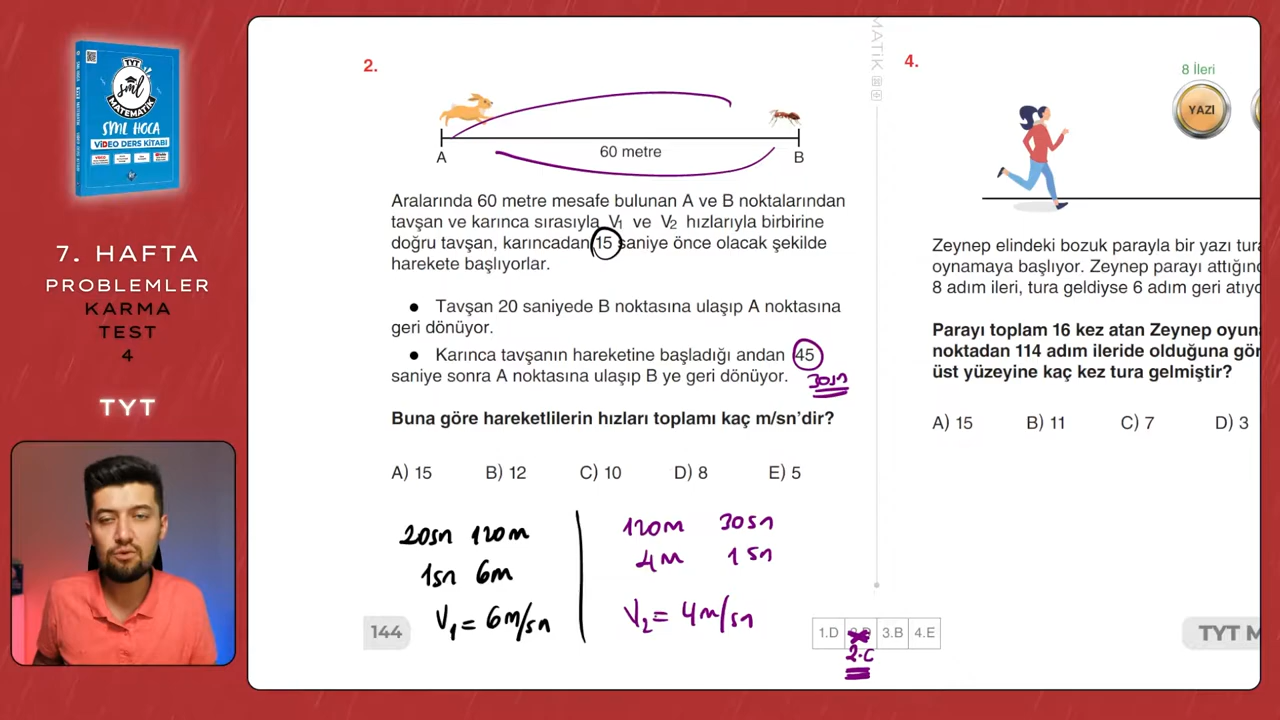 TYT
sml
MATEMATİK
SML HOCA
VİDEO DERS KİTABI
7. HAFTA
PROBLEMLER
KARMA
TEST
4
TYT
2.
A
60 metre
B
Aralarında 60 metre mesafe bulunan A ve B noktalarından
tavşan ve karınca sırasıyla V1 ve V2 hızlarıyla birbirine
doğru tavşan, karıncadan 15 saniye önce olacak şekilde
harekete başlıyorlar.
● Tavşan 20 saniyede B noktasına ulaşıp A noktasına
geri dönüyor.
● Karınca tavşanın hareketine başladığı andan 45
saniye sonra A noktasına ulaşıp B ye geri dönüyor.
30sn
Buna göre hareketlilerin hızları toplamı kaç m/sn'dir?
A) 15 B) 12 C) 10 D) 8 E) 5
20sn 120m
1sn 6m
V1 = 6m/sn
120m 30sn
4m 1sn
V2 = 4m/sn
144
1.D 3.B 4.E
2.C
MATİK
4.
8 İleri
YAZI
Zeynep elindeki bozuk parayla bir yazı tura
oynamaya başlıyor. Zeynep parayı attığınd
8 adım ileri, tura geldiyse 6 adım geri atıyo
Parayı toplam 16 kez atan Zeynep oyuna
noktadan 114 adım ileride olduğuna gör
üst yüzeyine kaç kez tura gelmiştir?
A) 15 B) 11 C) 7 D) 3
TYT M